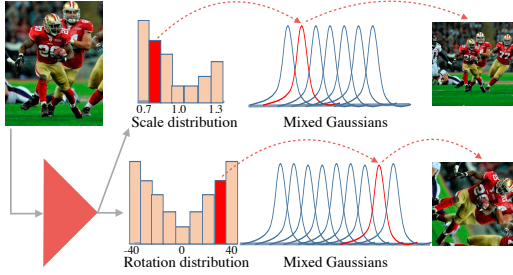 0.7 1.0 1.3
Scale distribution Mixed Gaussians
-40 0 40
Rotation distribution Mixed Gaussians